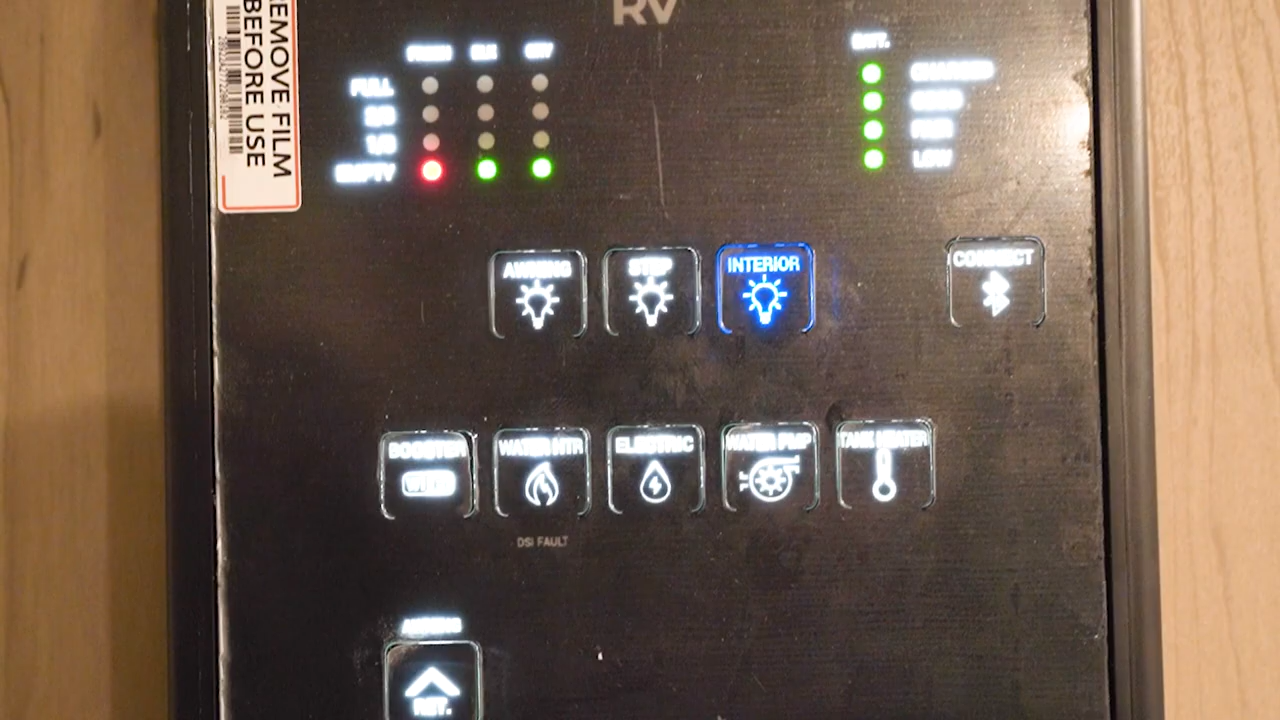 RV
REMOVE FILM
BEFORE USE
FRESH BLK GRY
BATT.
FULL
2/3
1/3
EMPTY
CHARGED
GOOD
FAIR
LOW
AWNING
STEP
INTERIOR
CONNECT
BOOSTER
WATER HTR
ELECTRIC
WATER PMP
TANK HEATER
DSI FAULT
AWNING
RET.